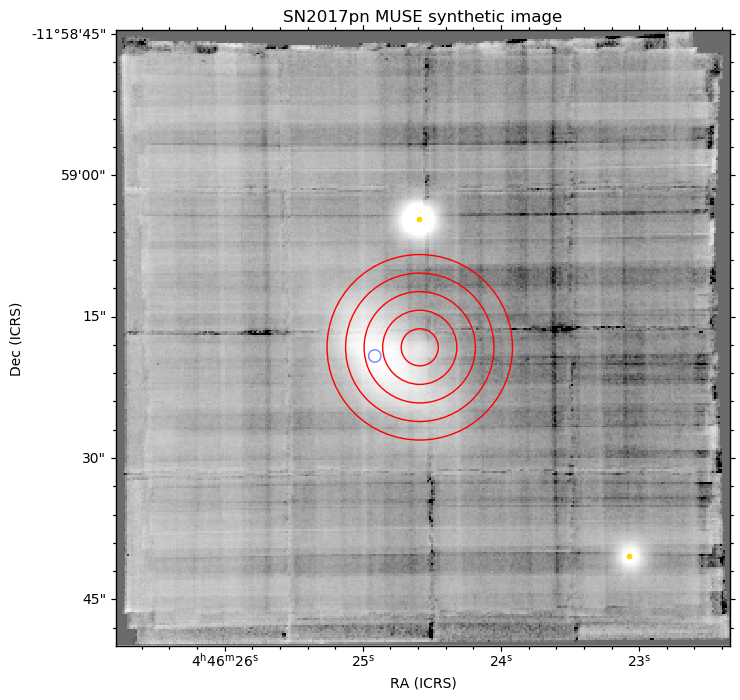 SN2017pn MUSE synthetic image
-11°58'45"
59'00"
15"
30"
45"
Dec (ICRS)
4h46m26s
25s
24s
23s
RA (ICRS)